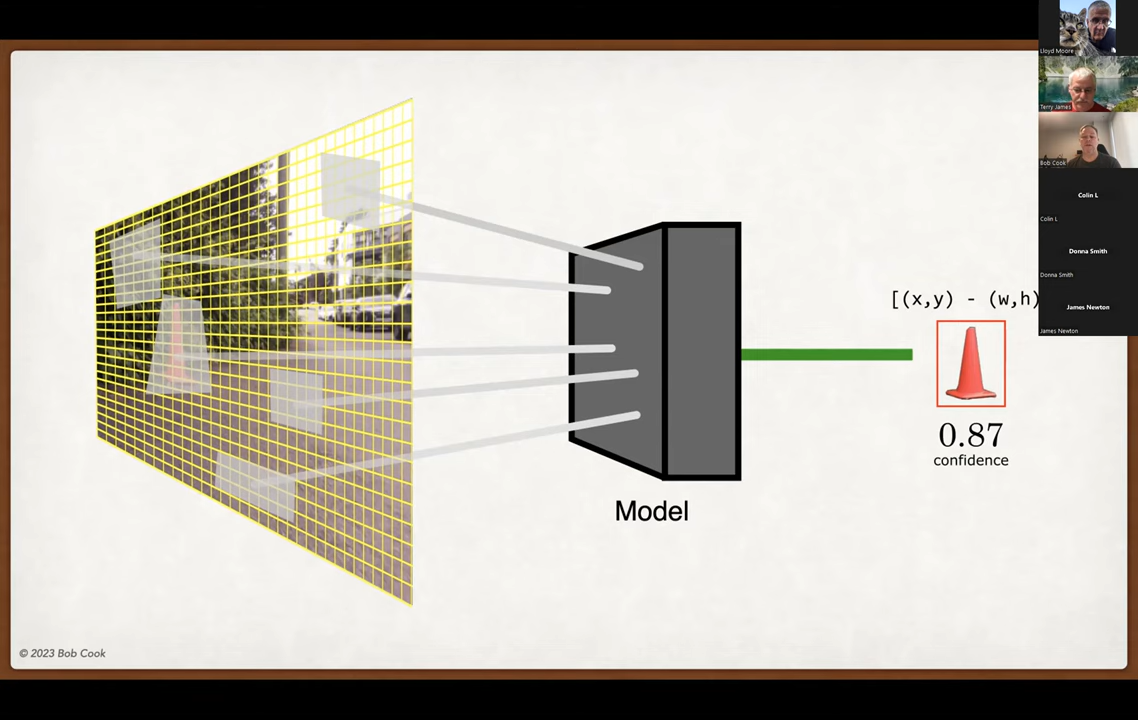 Lloyd Moore
Terry James
Bob Cook
Colin L
Colin L
Donna Smith
Donna Smith
James Newton
James Newton
[(x,y) - (w,h)
0.87
confidence
Model
© 2023 Bob Cook